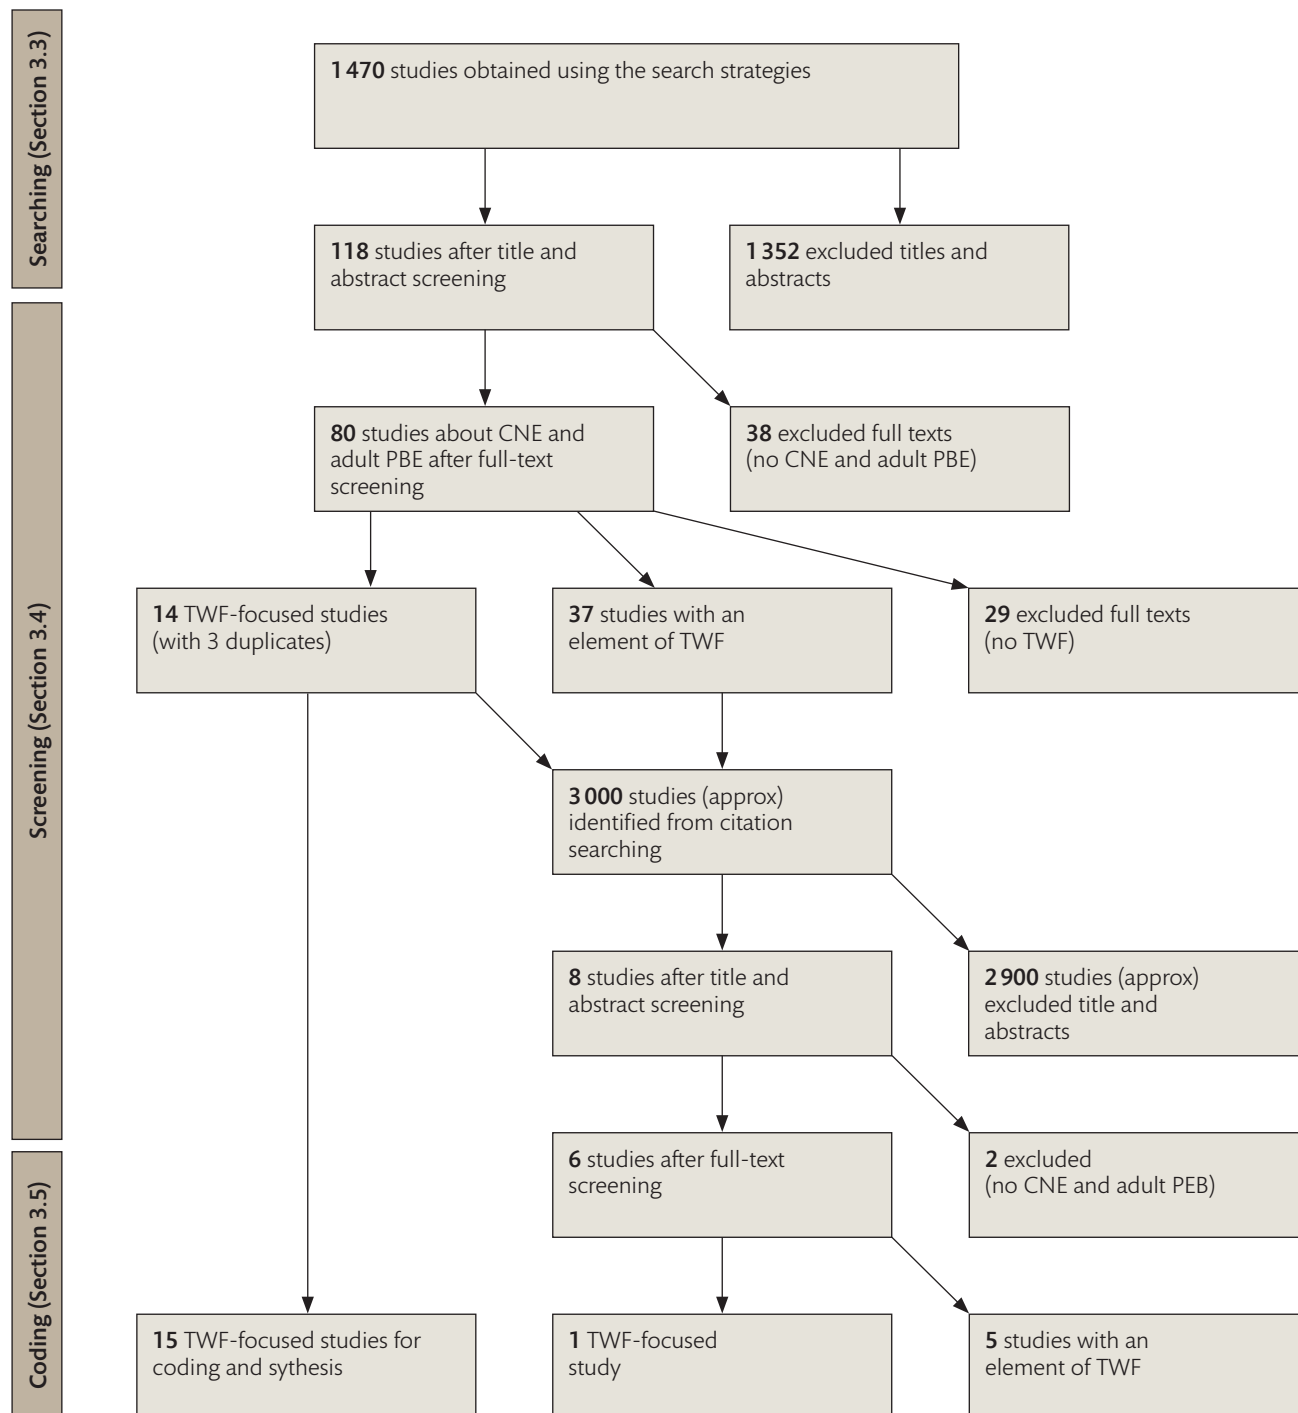 Searching (Section 3.3)
1 470 studies obtained using the search strategies
118 studies after title and
abstract screening
1 352 excluded titles and
abstracts
Screening (Section 3.4)
80 studies about CNE and
adult PBE after full-text
screening
38 excluded full texts
(no CNE and adult PBE)
14 TWF-focused studies
(with 3 duplicates)
37 studies with an
element of TWF
29 excluded full texts
(no TWF)
3 000 studies (approx)
identified from citation
searching
8 studies after title and
abstract screening
2 900 studies (approx)
excluded title and
abstracts
6 studies after full-text
screening
2 excluded
(no CNE and adult PEB)
Coding (Section 3.5)
15 TWF-focused studies for
coding and sythesis
1 TWF-focused
study
5 studies with an
element of TWF